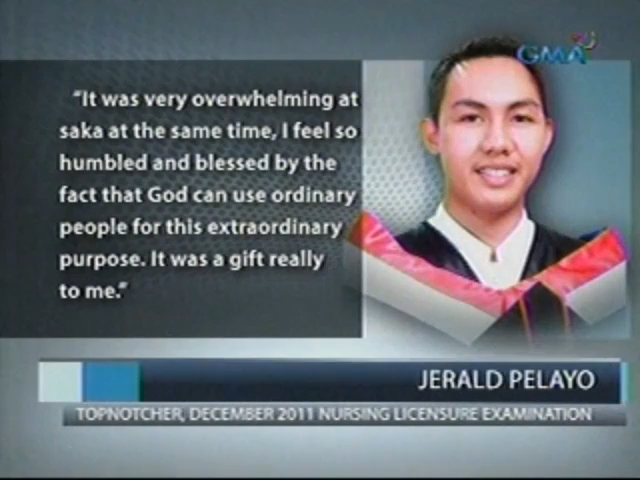 GMA
"It was very overwhelming at
saka at the same time, I feel so
humbled and blessed by the
fact that God can use ordinary
people for this extraordinary
purpose. It was a gift really
to me."
JERALD PELAYO
TOPNOTCHER, DECEMBER 2011 NURSING LICENSURE EXAMINATION